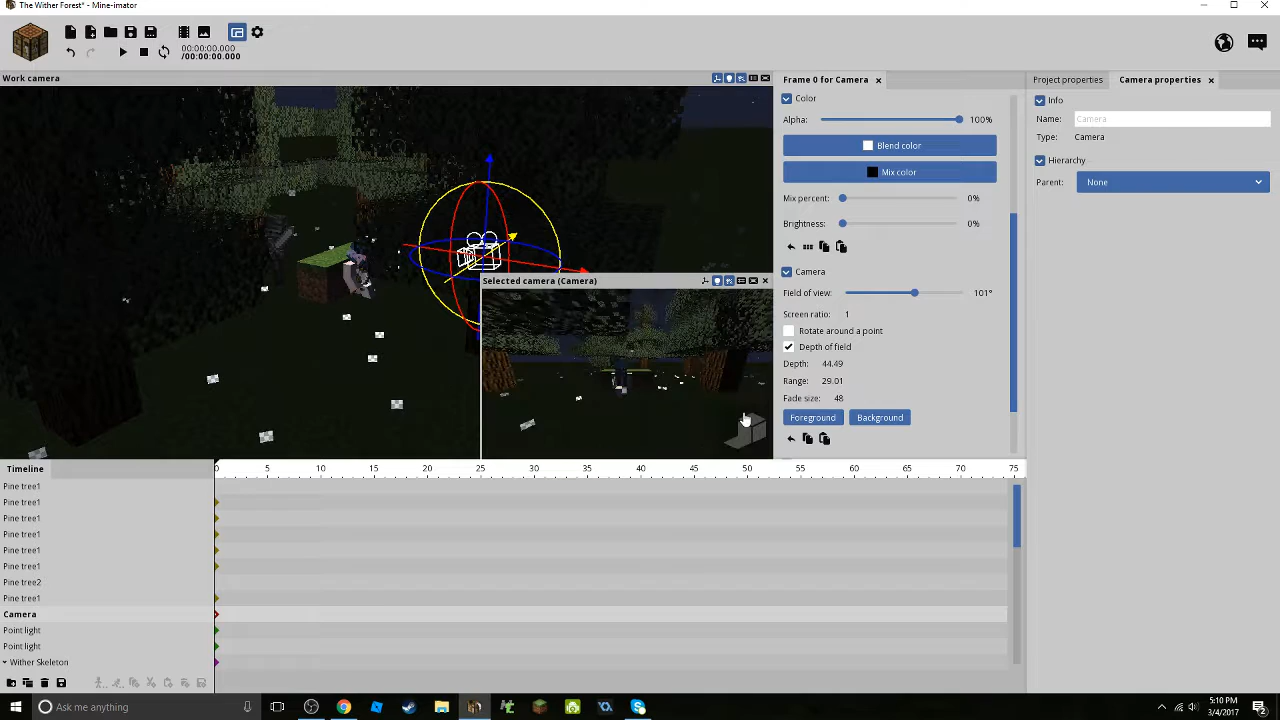 The Wither Forest* - Mine-imator
00:00:00.000
/00:00:00.000
Work camera
Selected camera (Camera)
Frame 0 for Camera
Color
Alpha: 100%
Blend color
Mix color
Mix percent: 0%
Brightness: 0%
Camera
Field of view: 101°
Screen ratio: 1
Rotate around a point
Depth of field
Depth: 44.49
Range: 29.01
Fade size: 48
Foreground Background
Project properties Camera properties
Info
Name: Camera
Type: Camera
Hierarchy
Parent: None
Timeline
0 5 10 15 20 25 30 35 40 45 50 55 60 65 70 75
Pine tree1
Pine tree1
Pine tree1
Pine tree1
Pine tree1
Pine tree1
Pine tree2
Pine tree1
Camera
Point light
Point light
Wither Skeleton
Ask me anything
5:10 PM
3/4/2017
2